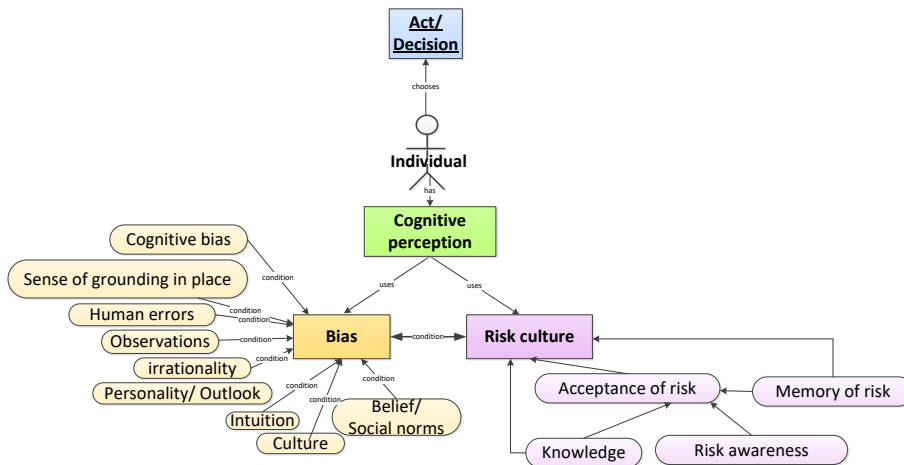 Act/
Decision
chooses
Individual
has
Cognitive
perception
uses
uses
Cognitive bias
condition
Sense of grounding in place
condition
Human errors
condition
Observations
condition
irrationality
condition
Personality/ Outlook
Intuition
condition
Culture
condition
Belief/
Social norms
condition
Bias
condition
Risk culture
Acceptance of risk
Memory of risk
Knowledge
Risk awareness